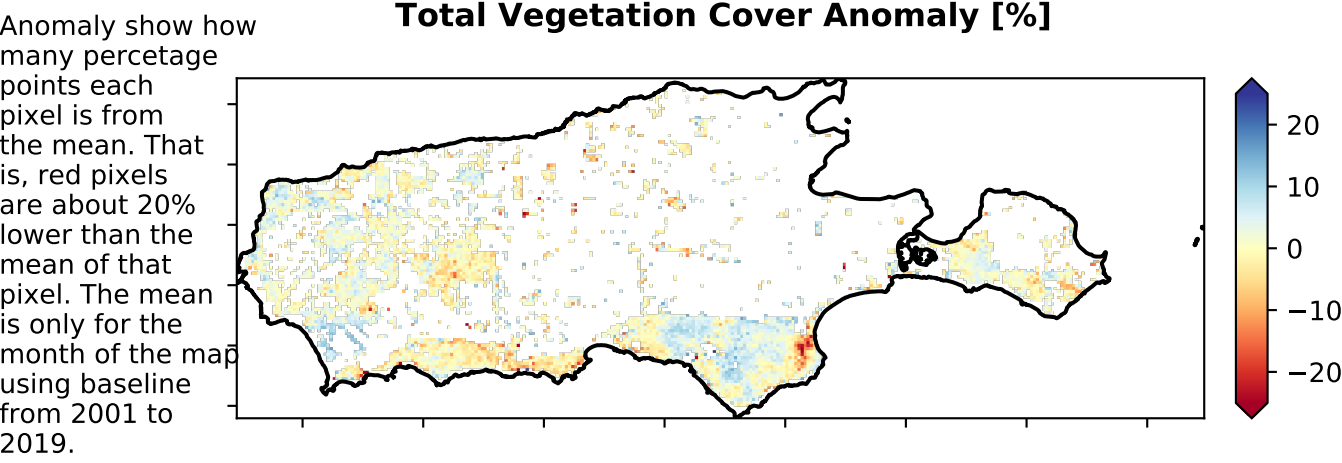 Total Vegetation Cover Anomaly [%]
Anomaly show how
many percetage
points each
pixel is from
the mean. That
is, red pixels
are about 20%
lower than the
mean of that
pixel. The mean
is only for the
month of the map
using baseline
from 2001 to
2019.
20
10
0
−10
−20